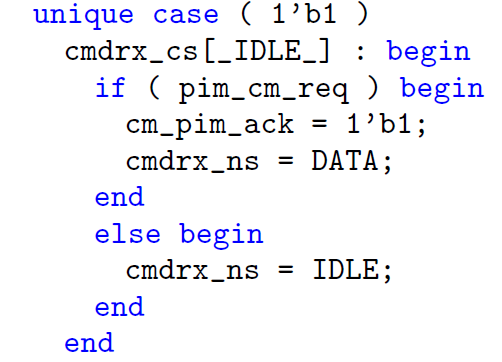 unique case ( 1’b1 )
cmdrx_cs[_IDLE_] : begin
if ( pim_cm_req ) begin
cm_pim_ack = 1’b1;
cmdrx_ns = DATA;
end
else begin
cmdrx_ns = IDLE;
end
end